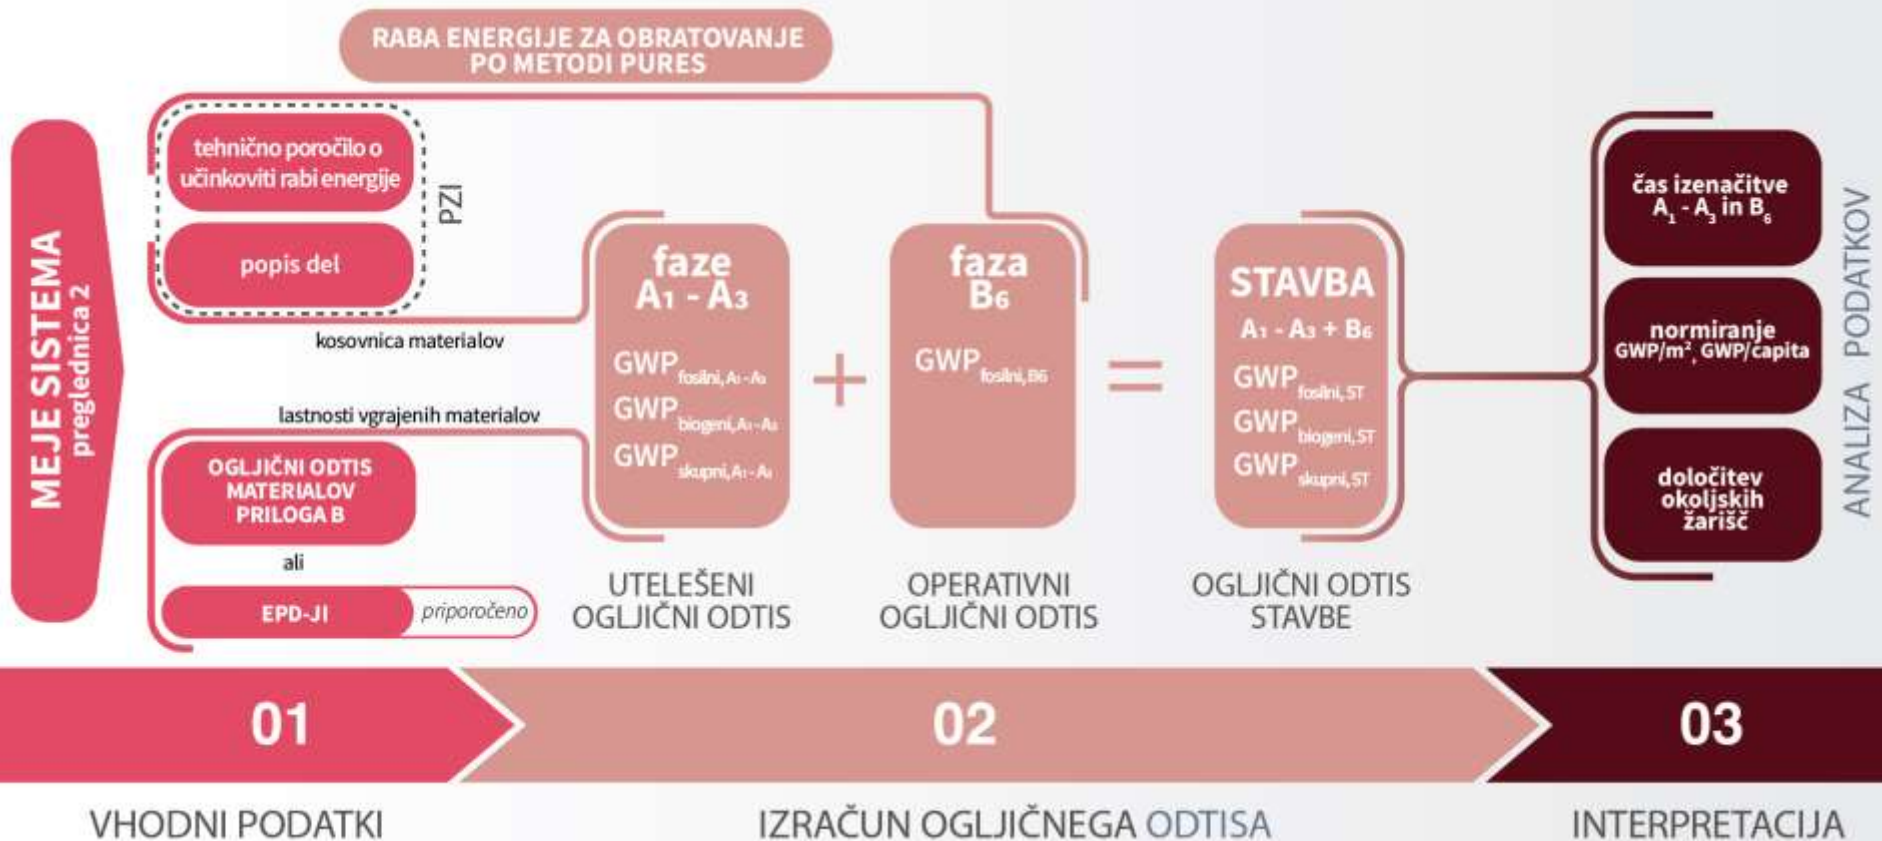 RABA ENERGIJE ZA OBRATOVANJE
PO METODI PURES
MEJE SISTEMA
preglednica 2
tehnično poročilo o
učinkoviti rabi energije
popis del
PZI
kosovnica materialov
lastnosti vgrajenih materialov
OGLJIČNI ODTIS
MATERIALOV
PRILOGA B
ali
EPD-JI
priporočeno
faze
A1 - A3
GWP fosilni, A1 - A3
GWP biogeni, A1 - A3
GWP skupni, A1 - A3
UTELEŠENI
OGLJIČNI ODTIS
+
faza
B6
GWP fosilni, B6
OPERATIVNI
OGLJIČNI ODTIS
=
STAVBA
A1 - A3 + B6
GWP fosilni, ST
GWP biogeni, ST
GWP skupni, ST
OGLJIČNI ODTIS
STAVBE
čas izenačitve
A1 - A3 in B6
normiranje
GWP/m², GWP/capita
določitev
okoljskih
žarišč
ANALIZA PODATKOV
01
02
03
VHODNI PODATKI
IZRAČUN OGLJIČNEGA ODTISA
INTERPRETACIJA